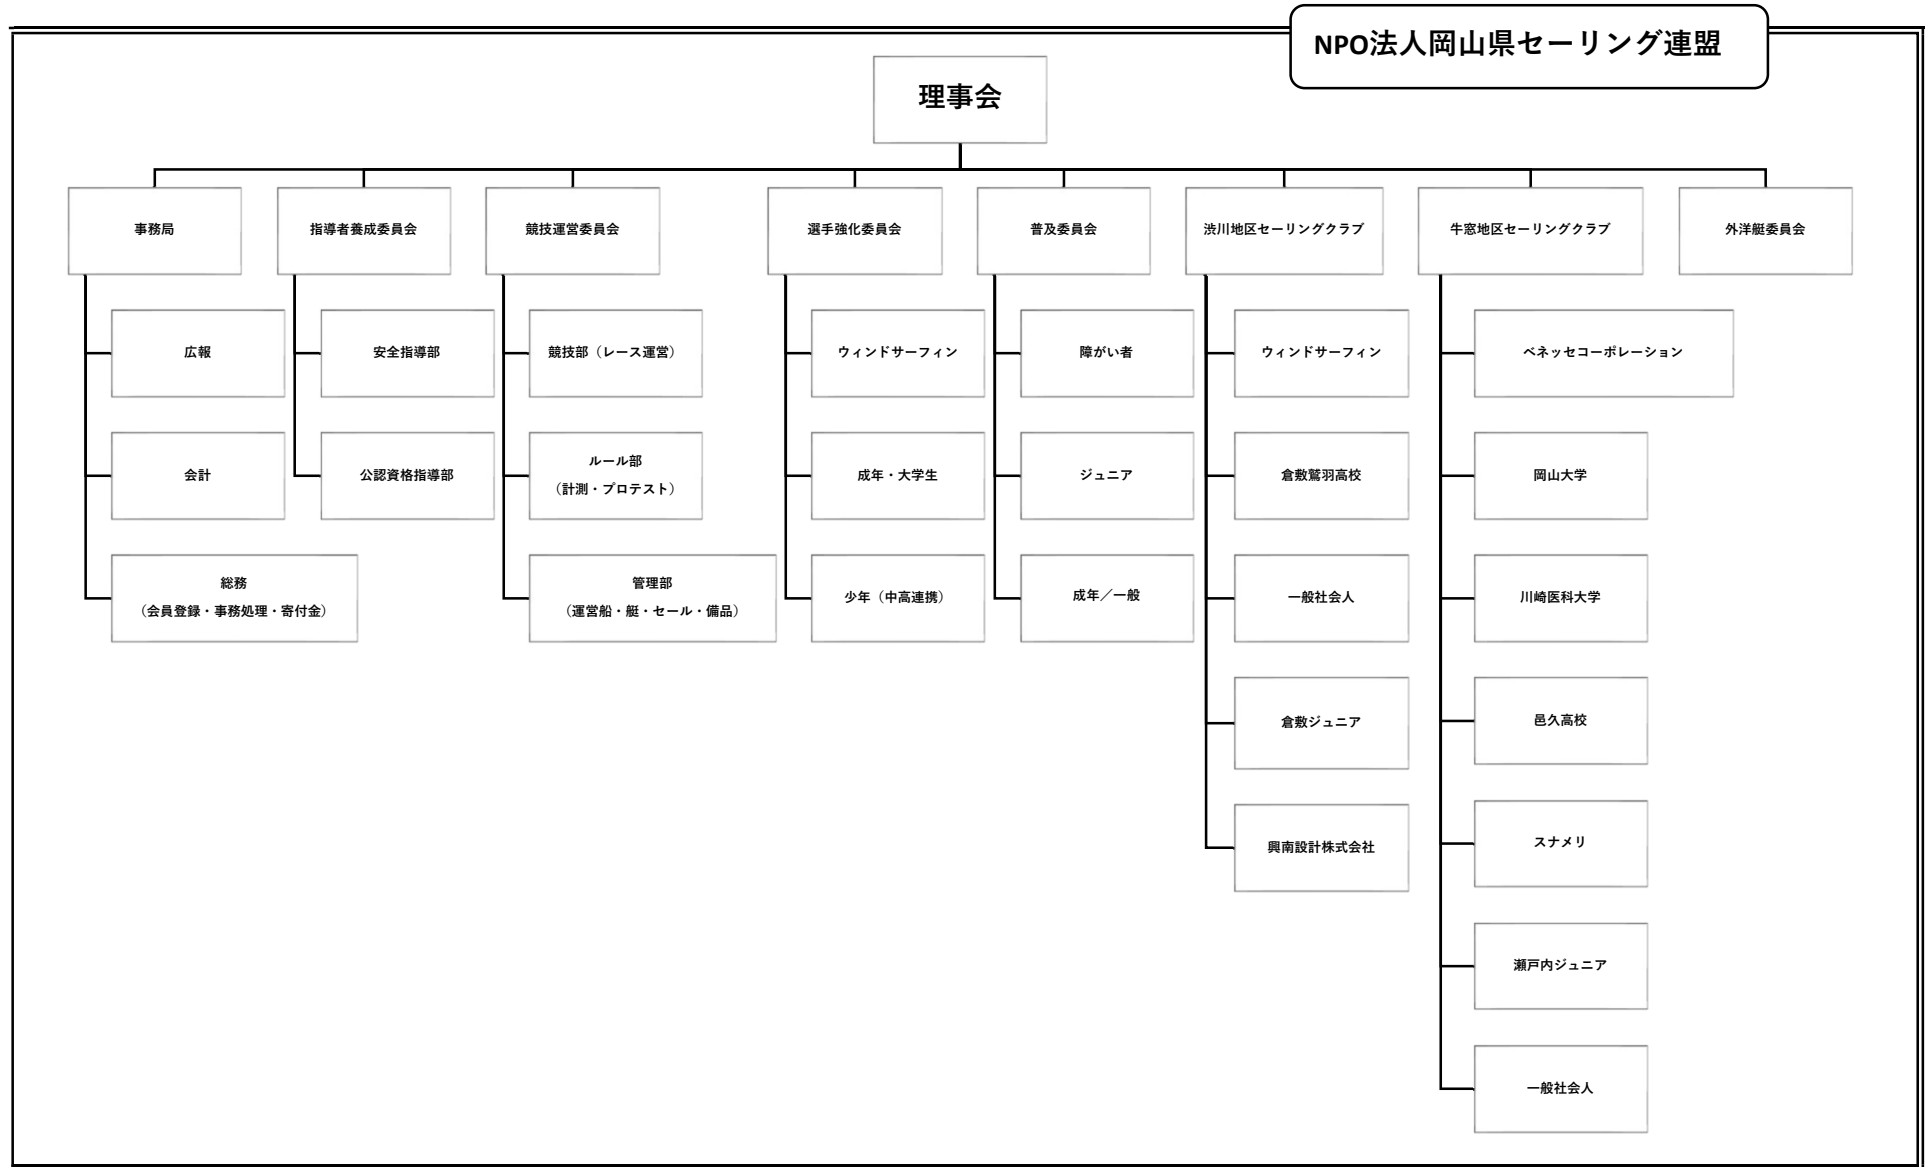 NPO法人岡山県セーリング連盟
理事会
事務局
指導者養成委員会
競技運営委員会
選手強化委員会
普及委員会
渋川地区セーリングクラブ
牛窓地区セーリングクラブ
外洋艇委員会
広報
会計
総務
（会員登録・事務処理・寄付金）
安全指導部
公認資格指導部
競技部（レース運営）
ルール部
（計測・プロテスト）
管理部
（運営船・艇・セール・備品）
ウィンドサーフィン
成年・大学生
少年（中高連携）
障がい者
ジュニア
成年／一般
ウィンドサーフィン
倉敷鷲羽高校
一般社会人
倉敷ジュニア
興南設計株式会社
ベネッセコーポレーション
岡山大学
川崎医科大学
邑久高校
スナメリ
瀬戸内ジュニア
一般社会人